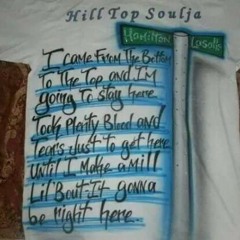 Hill Top Soulja
Hamilton
Lasalle
I came From The Bottom
To The Top and I'm
going To stay here
Took Plenty Blood and
Tears Just to get here
Until I Make a Mill
Lil' Bout-It gonna
be right here